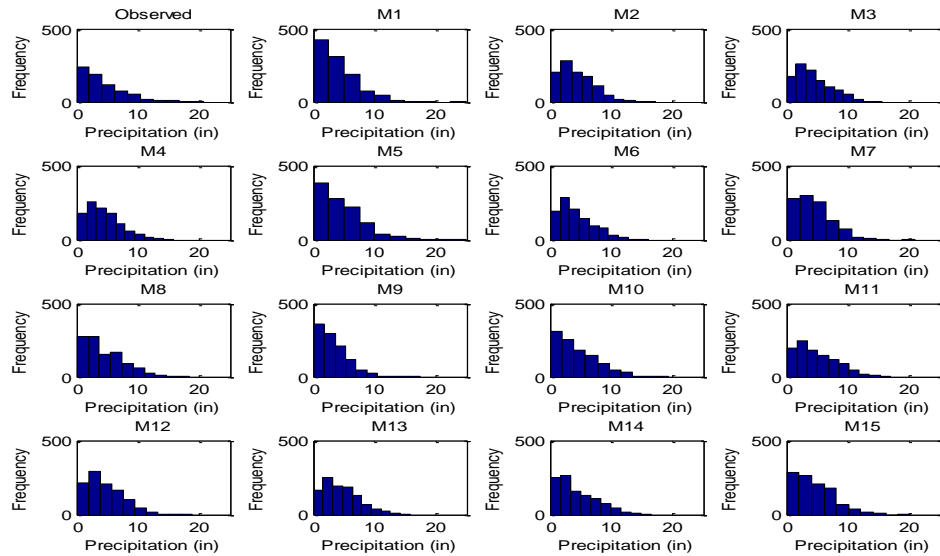 Observed M1 M2 M3
500 500 500 500
Frequency Frequency Frequency Frequency
0 0 0 0
0 10 20 0 10 20 0 10 20 0 10 20
Precipitation (in) Precipitation (in) Precipitation (in) Precipitation (in)
M4 M5 M6 M7
500 500 500 500
Frequency Frequency Frequency Frequency
0 0 0 0
0 10 20 0 10 20 0 10 20 0 10 20
Precipitation (in) Precipitation (in) Precipitation (in) Precipitation (in)
M8 M9 M10 M11
500 500 500 500
Frequency Frequency Frequency Frequency
0 0 0 0
0 10 20 0 10 20 0 10 20 0 10 20
Precipitation (in) Precipitation (in) Precipitation (in) Precipitation (in)
M12 M13 M14 M15
500 500 500 500
Frequency Frequency Frequency Frequency
0 0 0 0
0 10 20 0 10 20 0 10 20 0 10 20
Precipitation (in) Precipitation (in) Precipitation (in) Precipitation (in)